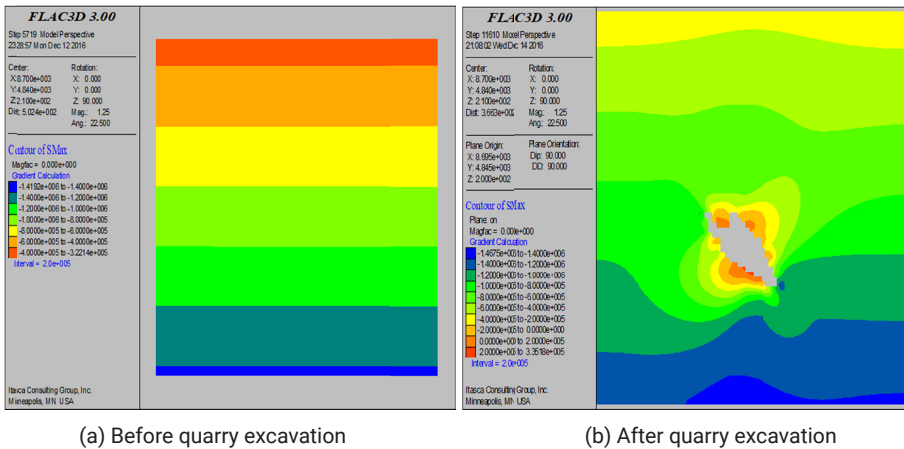 FLAC3D 3.00
Step 5719 Model Perspective
23:28:57 Mon Dec 12 2016
Center:
X: 8.700e+003
Y: 4.840e+003
Z: 2.100e+002
Dist: 5.024e+002
Rotation:
X: 0.000
Y: 0.000
Z: 90.000
Mag.: 1.25
Ang.: 22.500
Contour of SMax
Magfac = 0.000e+000
Gradient Calculation
-1.4192e+006 to -1.4000e+006
-1.4000e+006 to -1.2000e+006
-1.2000e+006 to -1.0000e+006
-1.0000e+006 to -8.0000e+005
-8.0000e+005 to -6.0000e+005
-6.0000e+005 to -4.0000e+005
-4.0000e+005 to -3.2214e+005
Interval = 2.0e+005
Itasca Consulting Group, Inc.
Minneapolis, MN USA
(a) Before quarry excavation
FLAC3D 3.00
Step 11610 Model Perspective
21:08:02 Wed Dec 14 2016
Center:
X: 8.700e+003
Y: 4.840e+003
Z: 2.100e+002
Dist: 3.663e+002
Rotation:
X: 0.000
Y: 0.000
Z: 90.000
Mag.: 1.25
Ang.: 22.500
Plane Origin:
X: 8.695e+003
Y: 4.845e+003
Z: 2.000e+002
Plane Orientation:
Dip: 90.000
DD: 90.000
Contour of SMax
Plane: on
Magfac = 0.000e+000
Gradient Calculation
-1.4675e+006 to -1.4000e+006
-1.4000e+006 to -1.2000e+006
-1.2000e+006 to -1.0000e+006
-1.0000e+006 to -8.0000e+005
-8.0000e+005 to -6.0000e+005
-6.0000e+005 to -4.0000e+005
-4.0000e+005 to -2.0000e+005
-2.0000e+005 to 0.0000e+000
0.0000e+000 to 2.0000e+005
2.0000e+005 to 3.3518e+005
Interval = 2.0e+005
Itasca Consulting Group, Inc.
Minneapolis, MN USA
(b) After quarry excavation